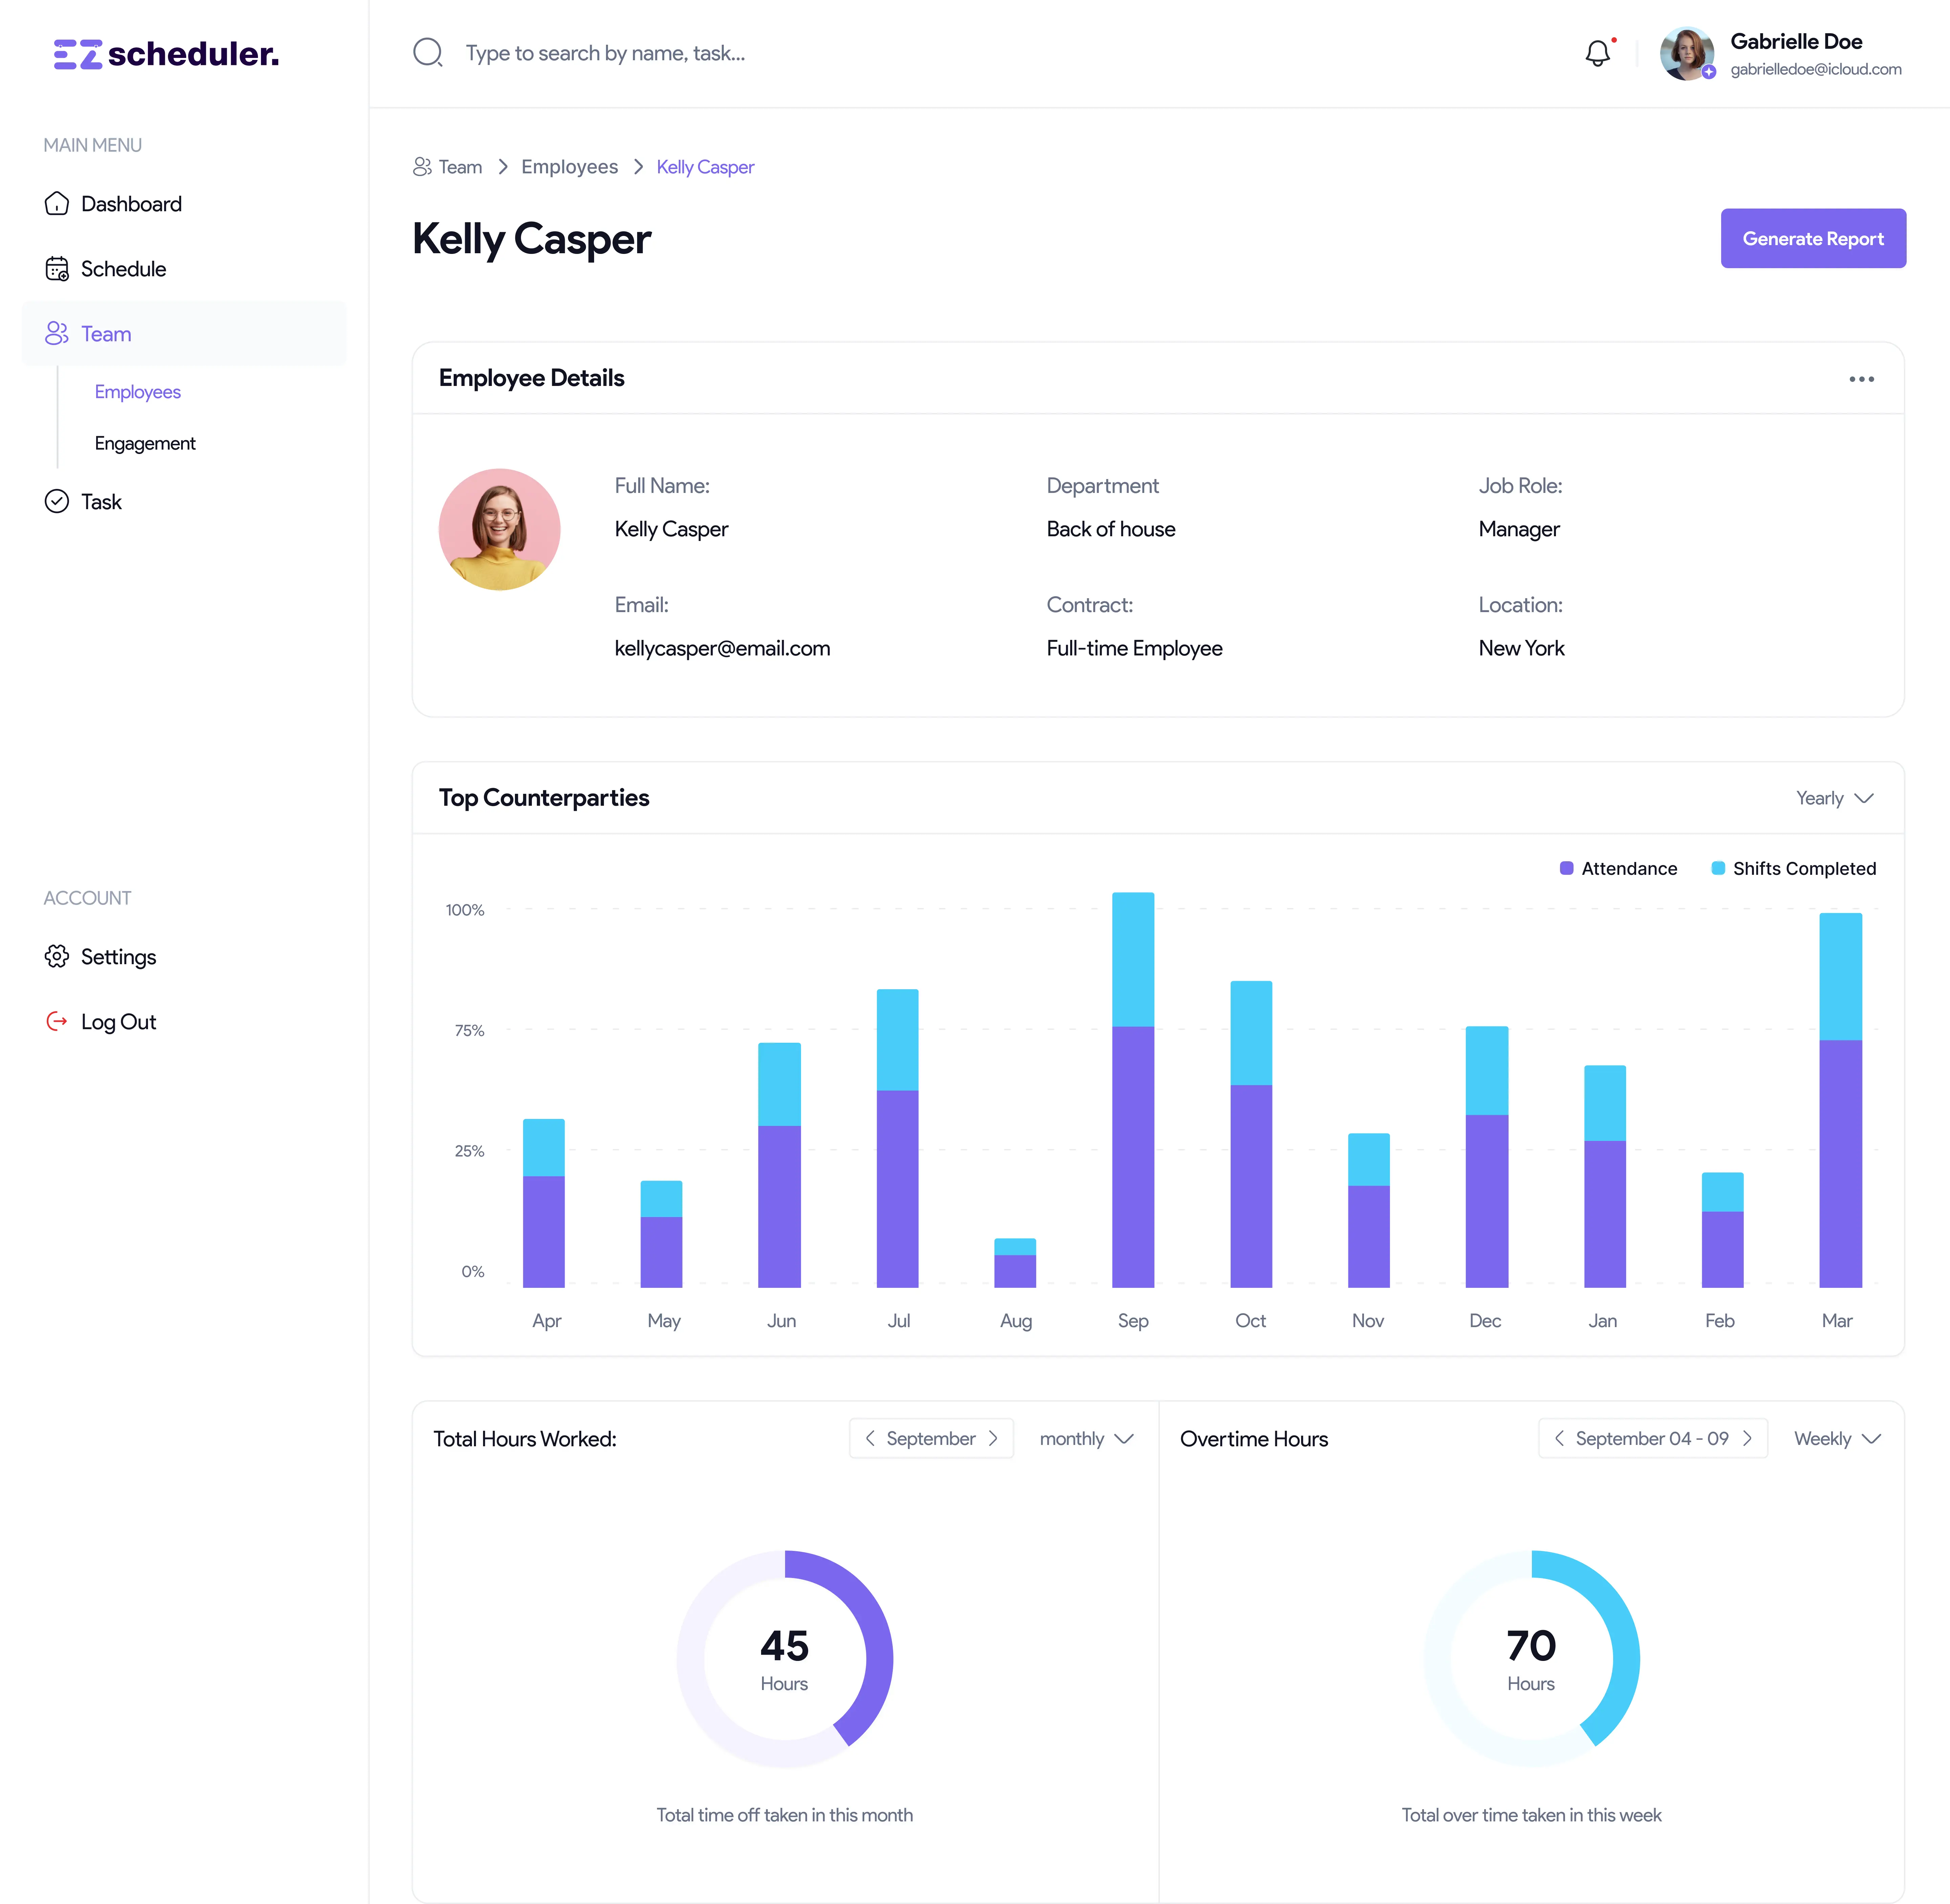 EZ scheduler.
Type to search by name, task...
Gabrielle Doe
gabrielledoe@icloud.com
MAIN MENU
Dashboard
Schedule
Team
Employees
Engagement
Task
ACCOUNT
Settings
Log Out
Team > Employees > Kelly Casper
Kelly Casper
Generate Report
Employee Details
Full Name:
Kelly Casper
Department
Back of house
Job Role:
Manager
Email:
kellycasper@email.com
Contract:
Full-time Employee
Location:
New York
Top Counterparties
Yearly
Attendance
Shifts Completed
100%
75%
25%
0%
Apr May Jun Jul Aug Sep Oct Nov Dec Jan Feb Mar
Total Hours Worked:
September
monthly
45
Hours
Total time off taken in this month
Overtime Hours
September 04 - 09
Weekly
70
Hours
Total over time taken in this week